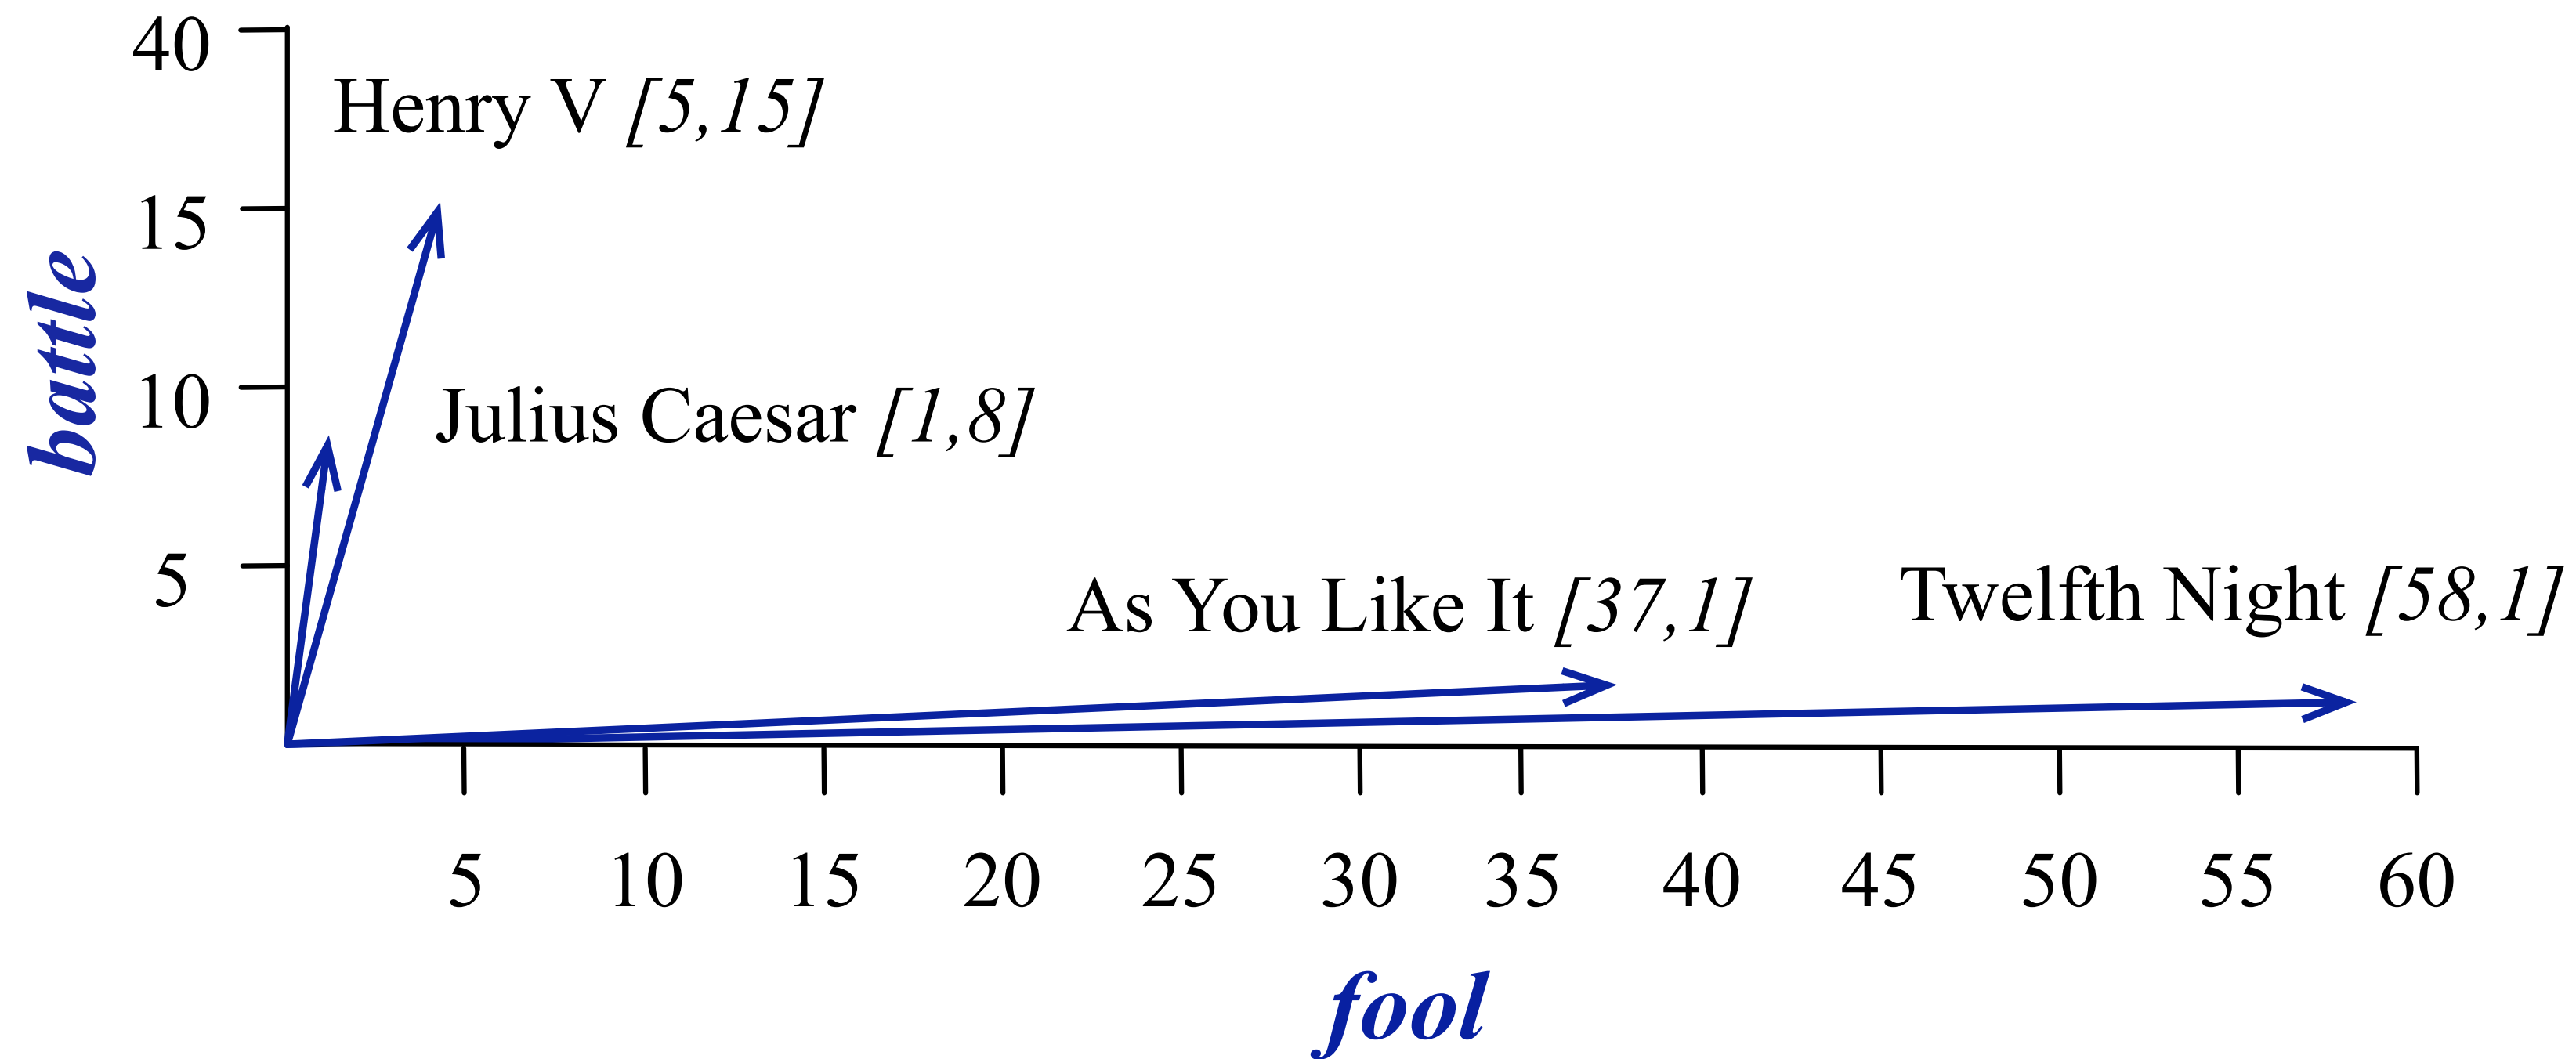 40
Henry V [5,15]
15
battle
10
Julius Caesar [1,8]
5
As You Like It [37,1]
Twelfth Night [58,1]
5 10 15 20 25 30 35 40 45 50 55 60
fool